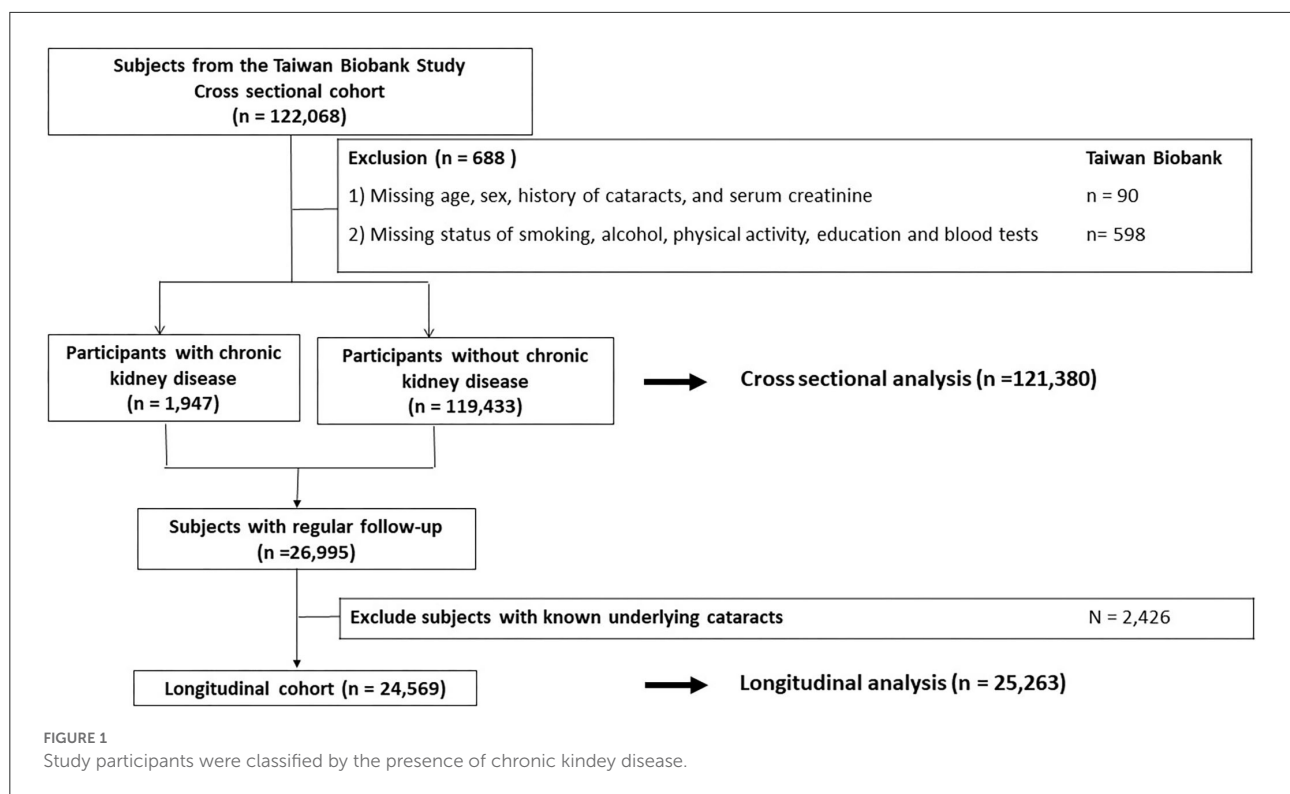 Subjects from the Taiwan Biobank Study
Cross sectional cohort
(n = 122,068)
Exclusion (n = 688 ) Taiwan Biobank
1) Missing age, sex, history of cataracts, and serum creatinine n = 90
2) Missing status of smoking, alcohol, physical activity, education and blood tests n= 598
Participants with chronic
kidney disease
(n = 1,947)
Participants without chronic
kidney disease
(n = 119,433)
Cross sectional analysis (n =121,380)
Subjects with regular follow-up
(n =26,995)
Exclude subjects with known underlying cataracts N = 2,426
Longitudinal cohort (n = 24,569)
Longitudinal analysis (n = 25,263)
FIGURE 1
Study participants were classified by the presence of chronic kindey disease.